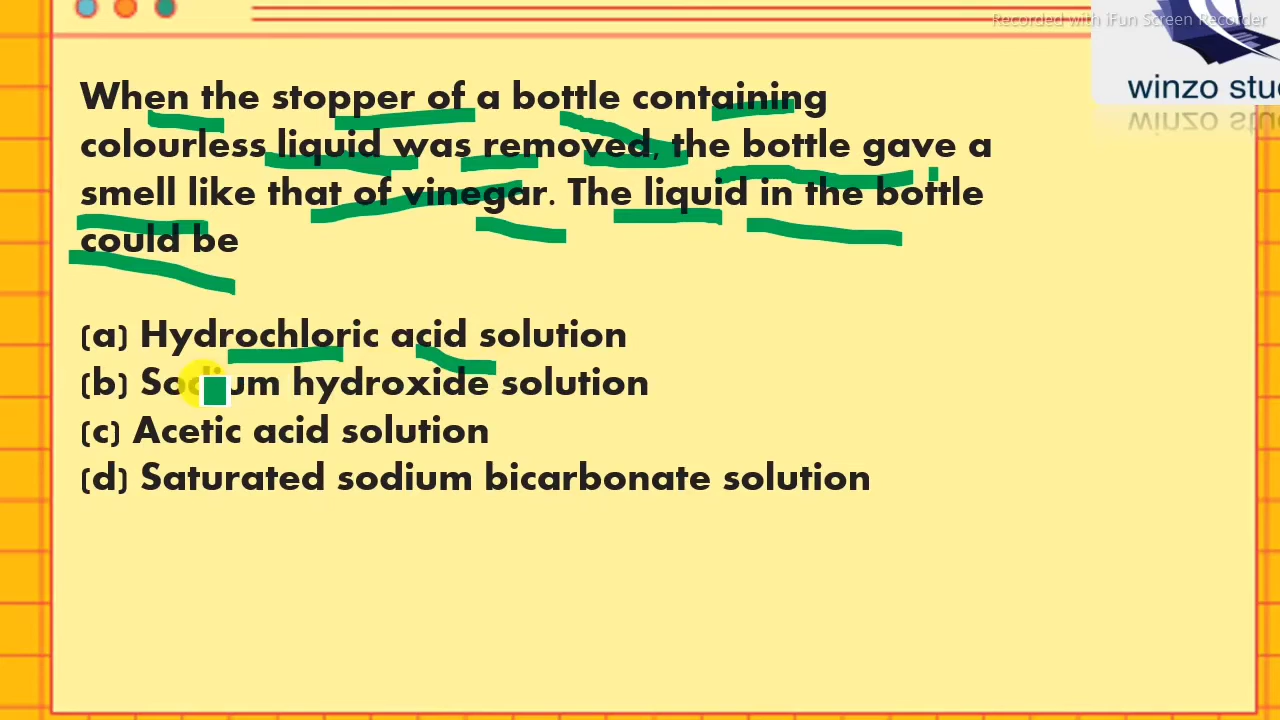 Recorded with iFun Screen Recorder
winzo stu
When the stopper of a bottle containing
colourless liquid was removed, the bottle gave a
smell like that of vinegar. The liquid in the bottle
could be
(a) Hydrochloric acid solution
(b) Sodium hydroxide solution
(c) Acetic acid solution
(d) Saturated sodium bicarbonate solution